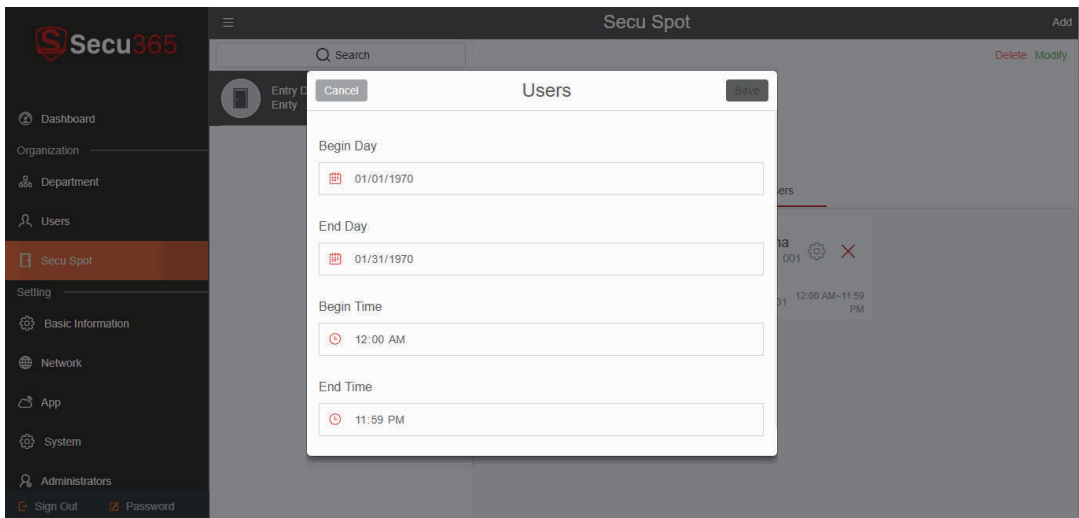 Secu365
Dashboard
Organization
Department
Users
Secu Spot
Setting
Basic Information
Network
App
System
Administrators
Sign Out Password
Secu Spot
Add
Search
Delete Modify
Entry D
Enrty
Cancel
Users
Save
Begin Day
01/01/1970
End Day
01/31/1970
Begin Time
12:00 AM
End Time
11:59 PM
ers
na
001
31 12:00 AM~11:59
PM